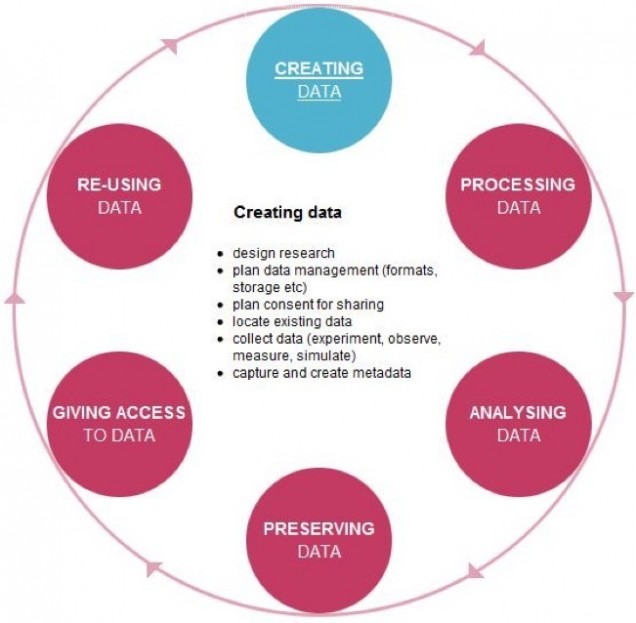 CREATING
DATA
PROCESSING
DATA
ANALYSING
DATA
PRESERVING
DATA
GIVING ACCESS
TO DATA
RE-USING
DATA
Creating data
• design research
• plan data management (formats,
storage etc)
• plan consent for sharing
• locate existing data
• collect data (experiment, observe,
measure, simulate)
• capture and create metadata